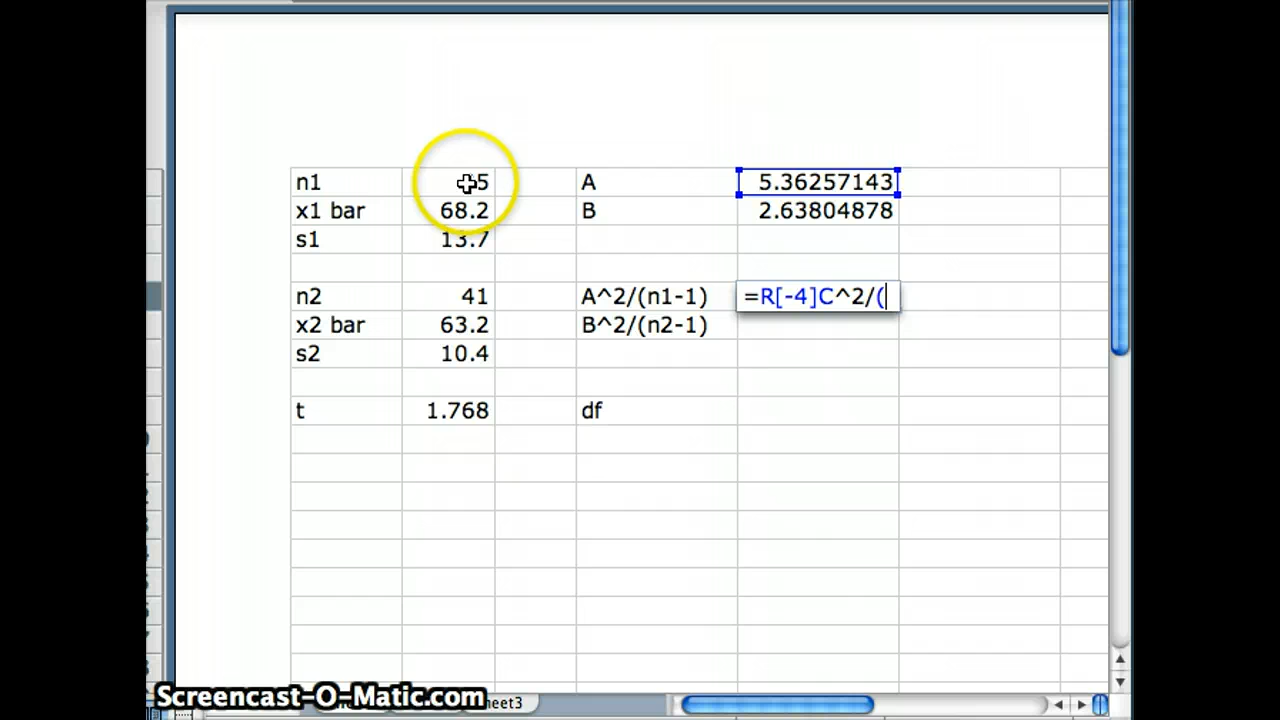 n1 5 A 5.36257143
x1 bar 68.2 B 2.63804878
s1 13.7
n2 41 A^2/(n1-1) =R[-4]C^2/(
x2 bar 63.2 B^2/(n2-1)
s2 10.4
t 1.768 df
Screencast-O-Matic.com